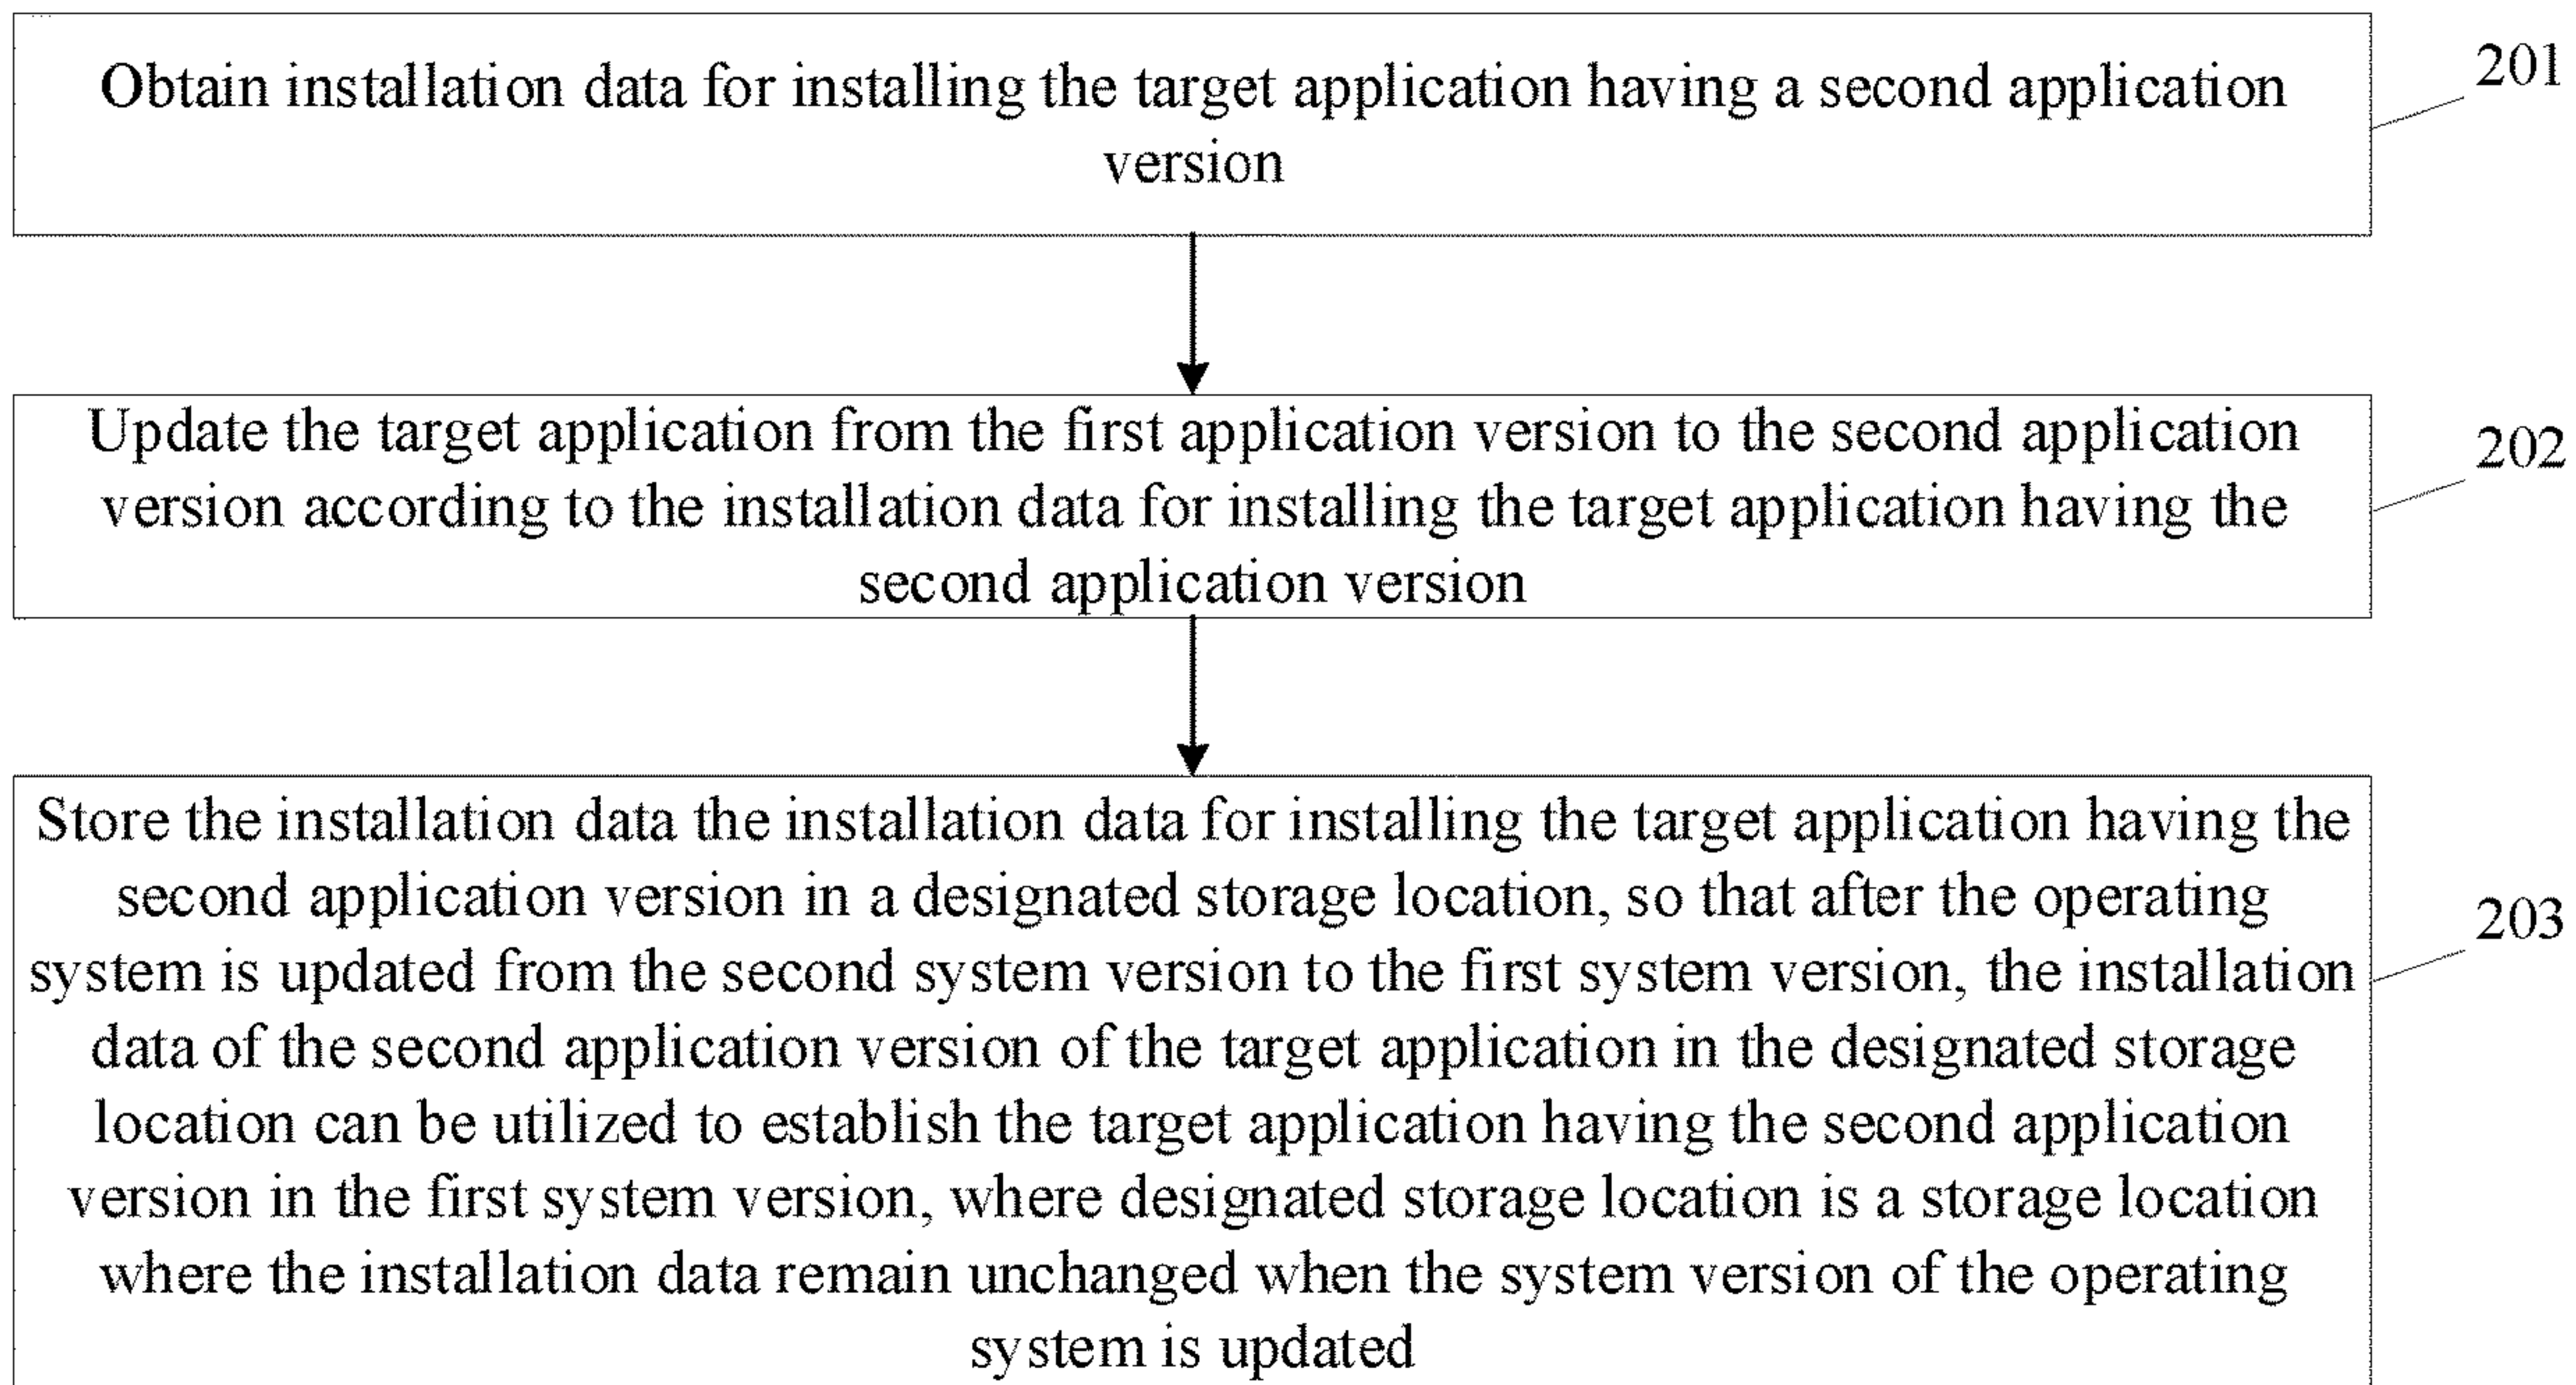 Obtain installation data for installing the target application having a second application
version
201
Update the target application from the first application version to the second application
version according to the installation data for installing the target application having the
second application version
202
Store the installation data the installation data for installing the target application having the
second application version in a designated storage location, so that after the operating
system is updated from the second system version to the first system version, the installation
data of the second application version of the target application in the designated storage
location can be utilized to establish the target application having the second application
version in the first system version, where designated storage location is a storage location
where the installation data remain unchanged when the system version of the operating
system is updated
203